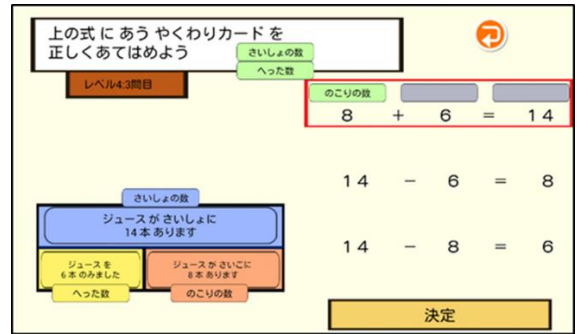 上の式 に あう やくわりカード を
正しくあてはめよう
さいしょの数
へった数
レベル4:3問目
のこりの数
8 + 6 = 14
14 － 6 = 8
14 － 8 = 6
さいしょの数
ジュース が さいしょに
14 本 あります
ジュース を
6 本 のみました
ジュース が さいごに
8 本 あります
へった数
のこりの数
決定